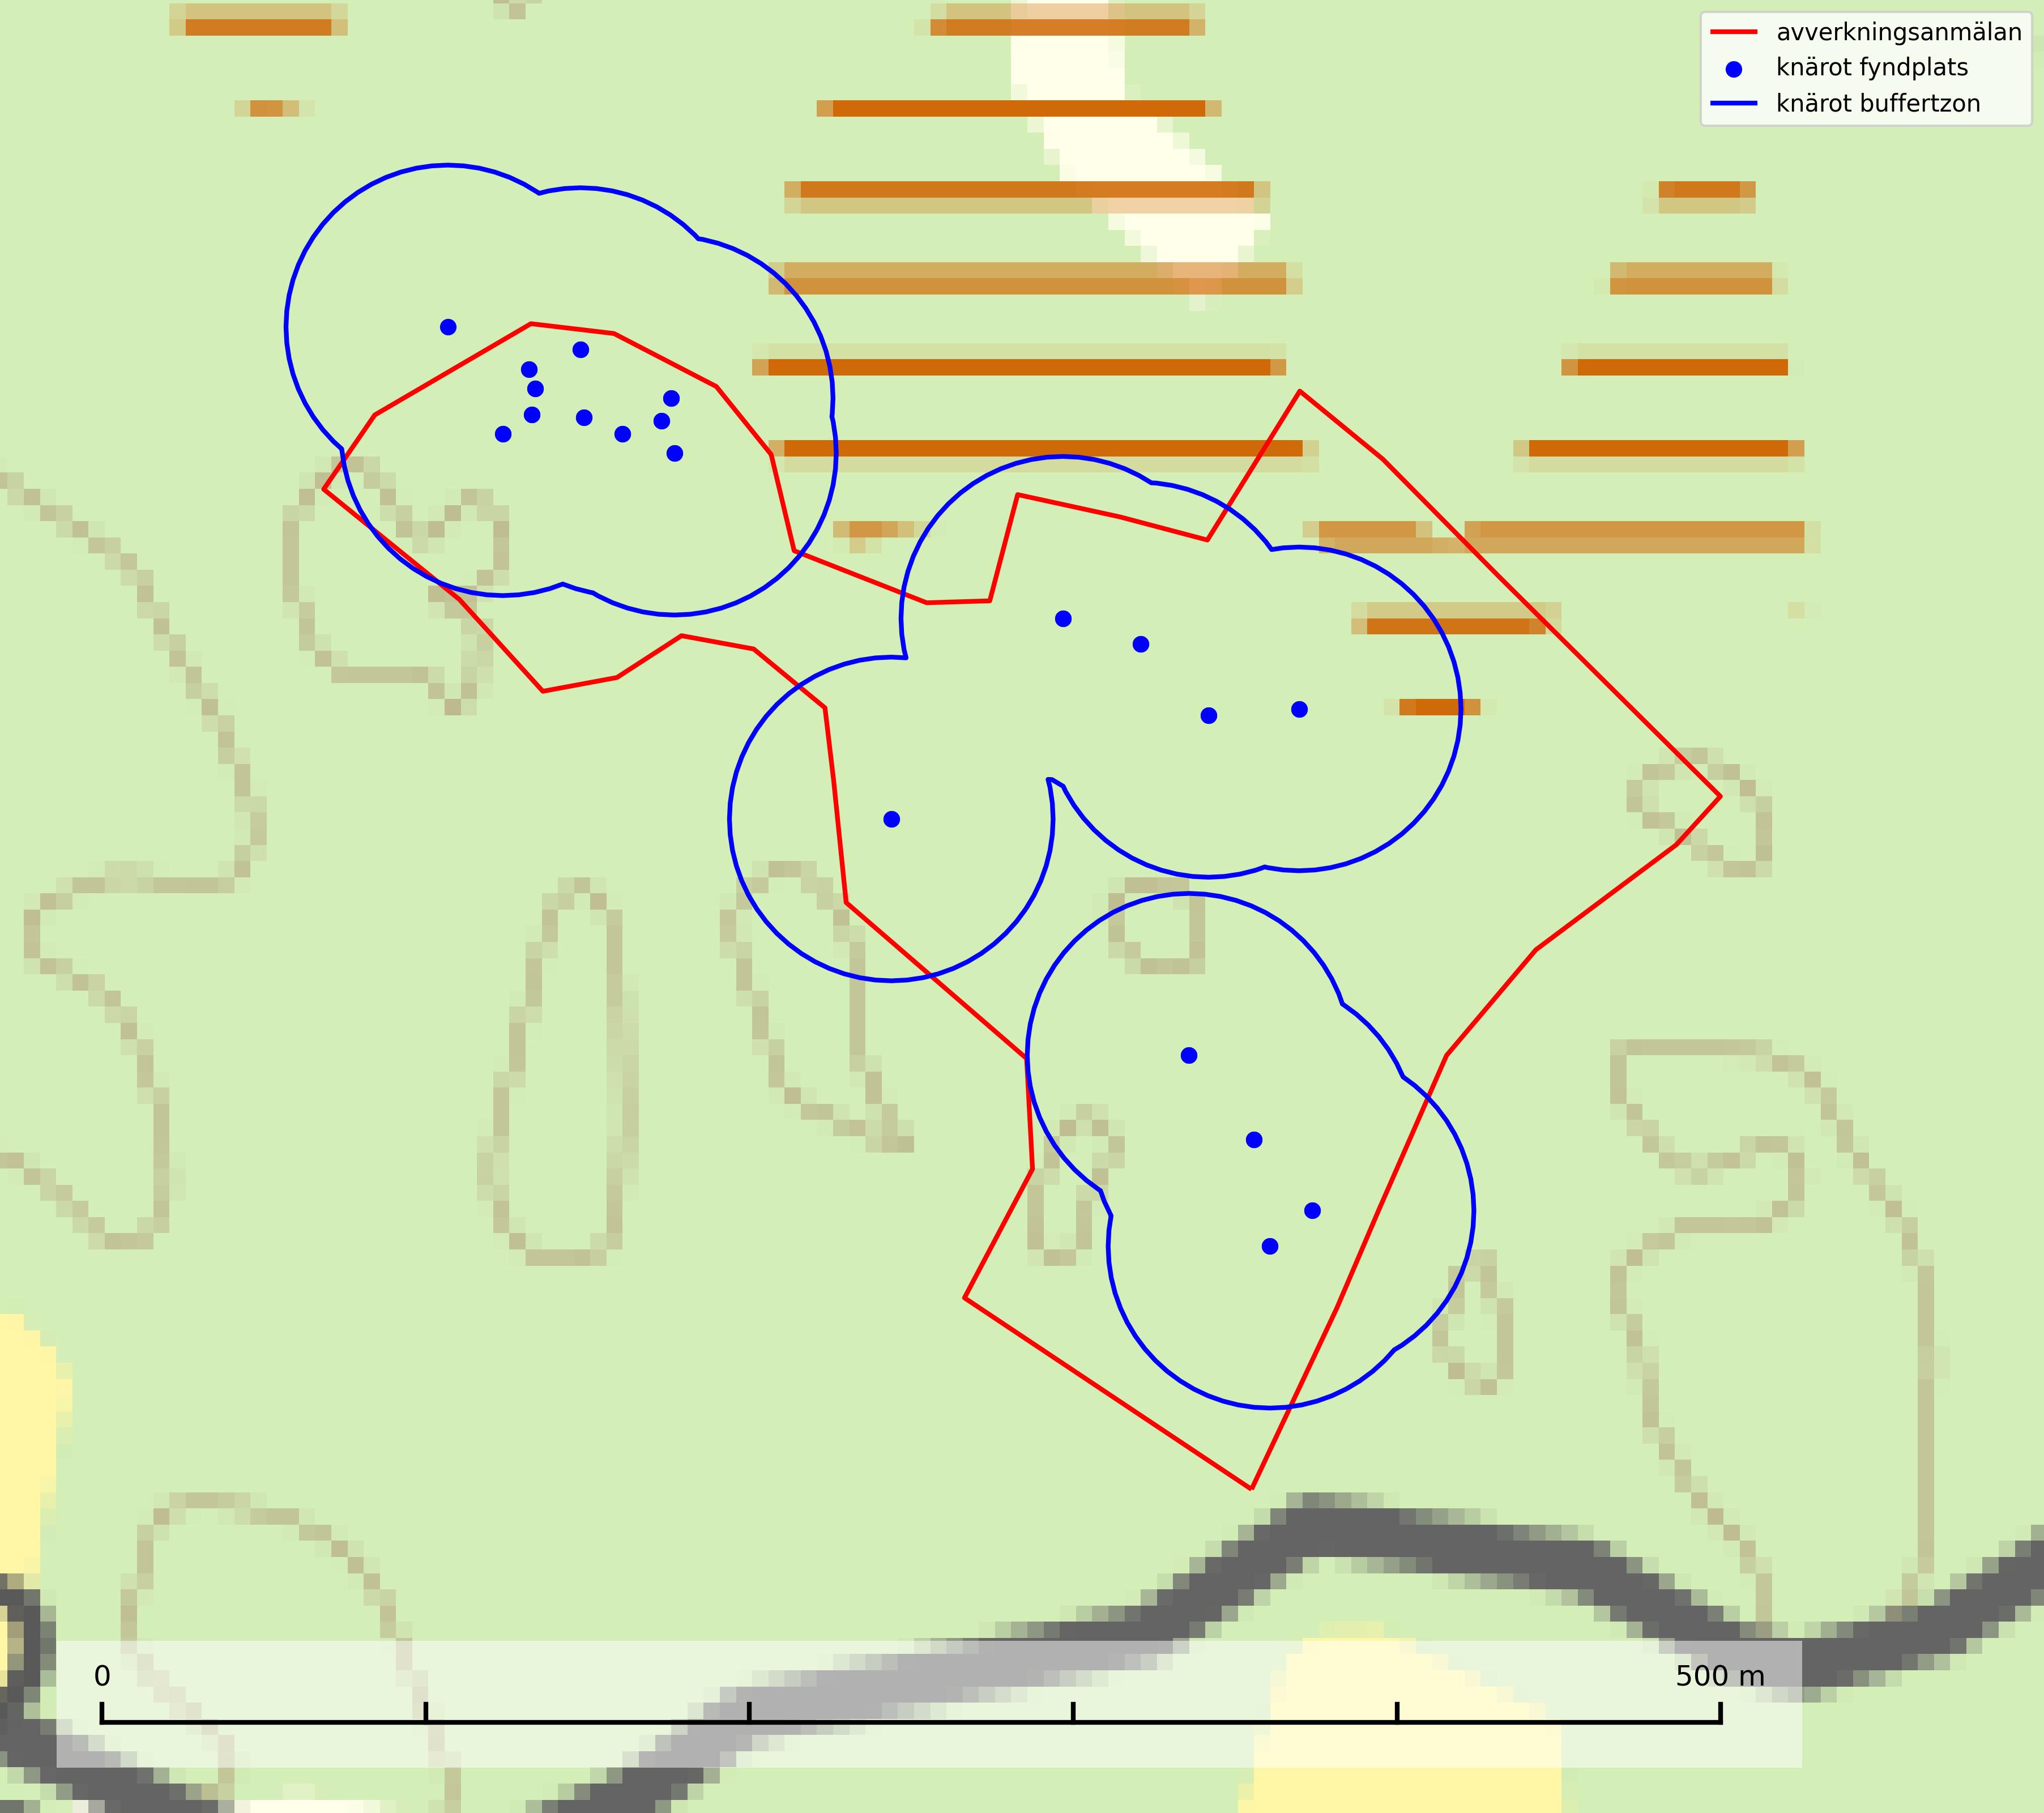 avverkningsanmälan
knärot fyndplats
knärot buffertzon
0
500 m